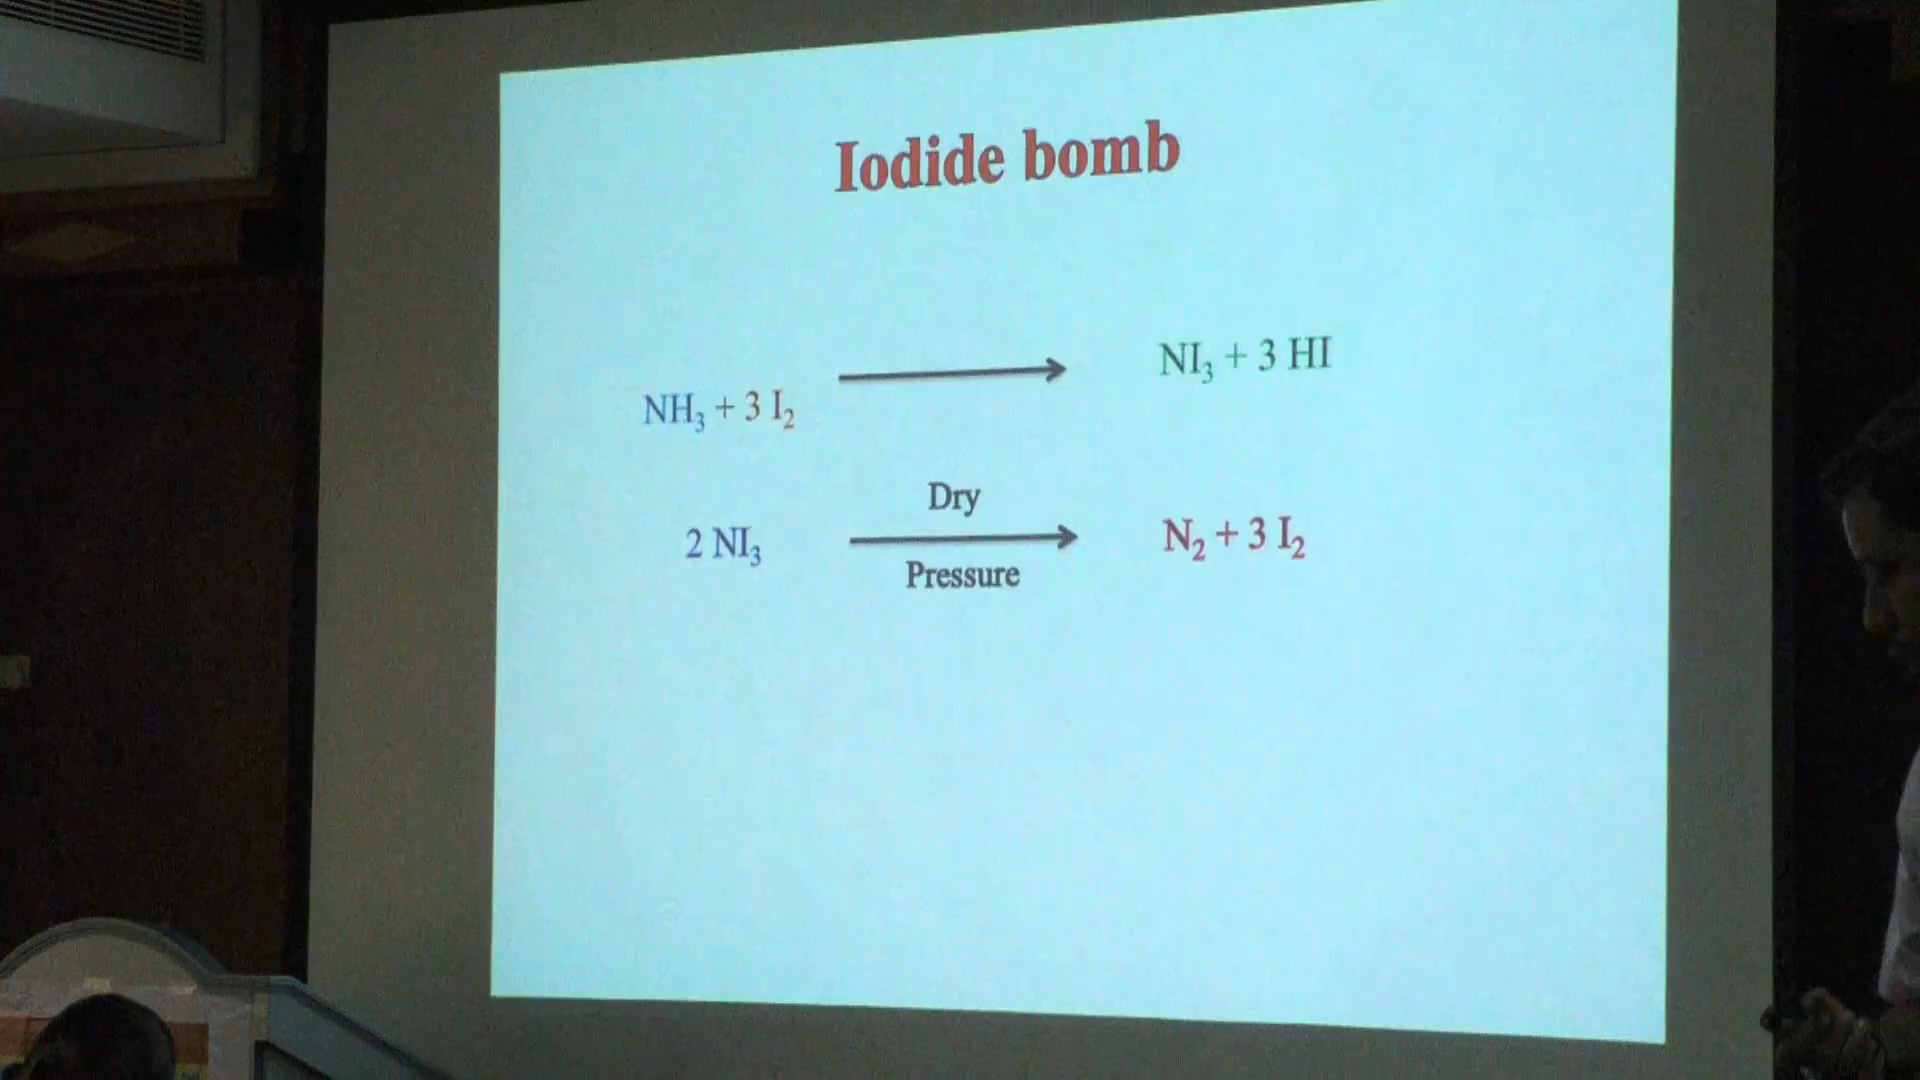 Iodide bomb
NH₃ + 3 I₂ → NI₃ + 3 HI
Dry
2 NI₃ → N₂ + 3 I₂
Pressure